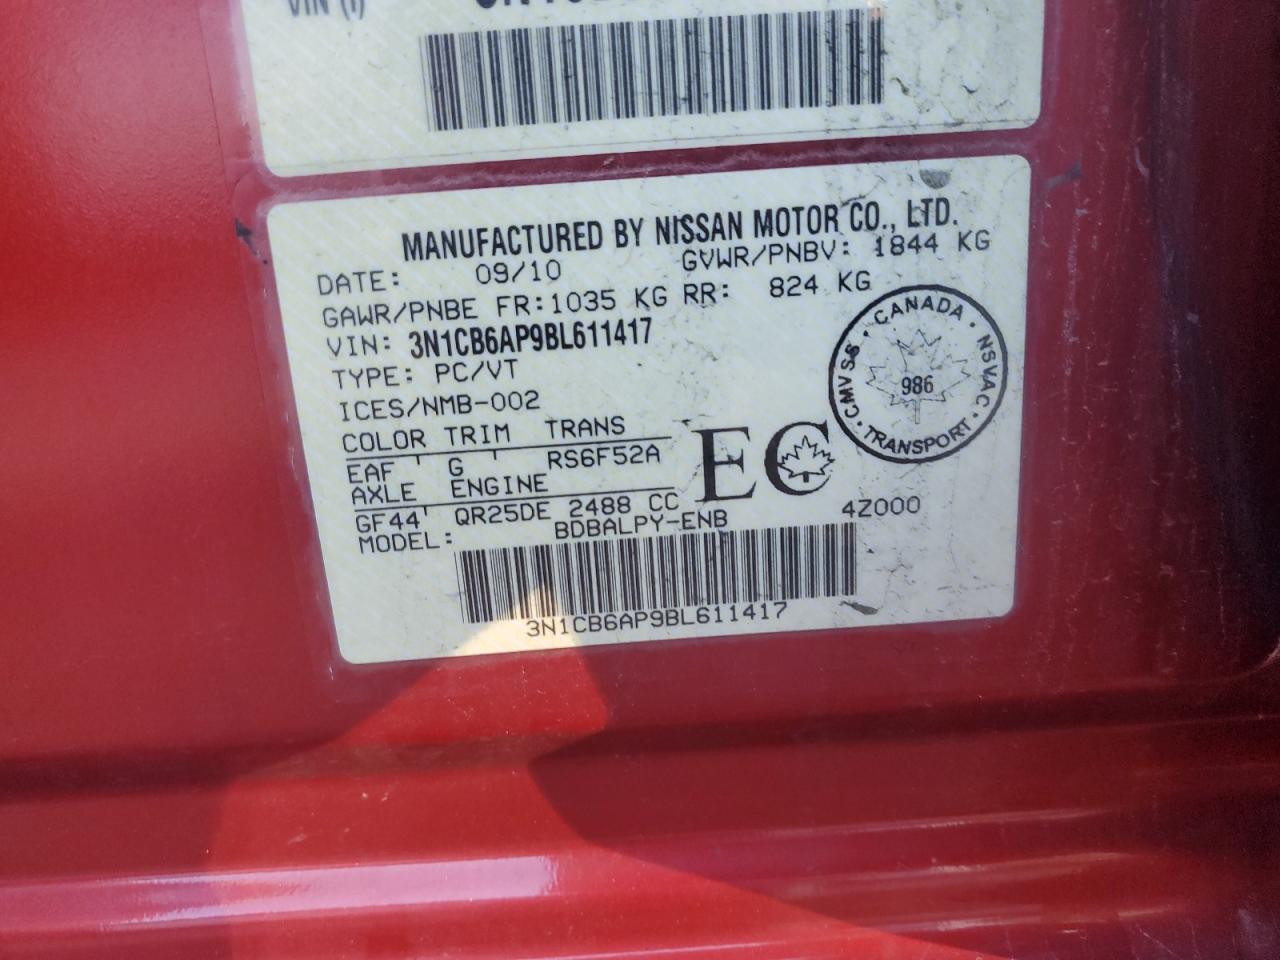 VIN (I)
MANUFACTURED BY NISSAN MOTOR CO., LTD.
DATE: 09/10 GVWR/PNBV: 1844 KG
GAWR/PNBE FR:1035 KG RR: 824 KG
VIN: 3N1CB6AP9BL611417
TYPE: PC/VT
ICES/NMB-002
COLOR TRIM TRANS
EAF ' G ' RS6F52A
AXLE ENGINE
GF44' QR25DE 2488 CC
MODEL: BDBALPY-ENB 4Z000
3N1CB6AP9BL611417
EC
CANADA · NSVAC · TRANSPORT · CMVSS ·
986